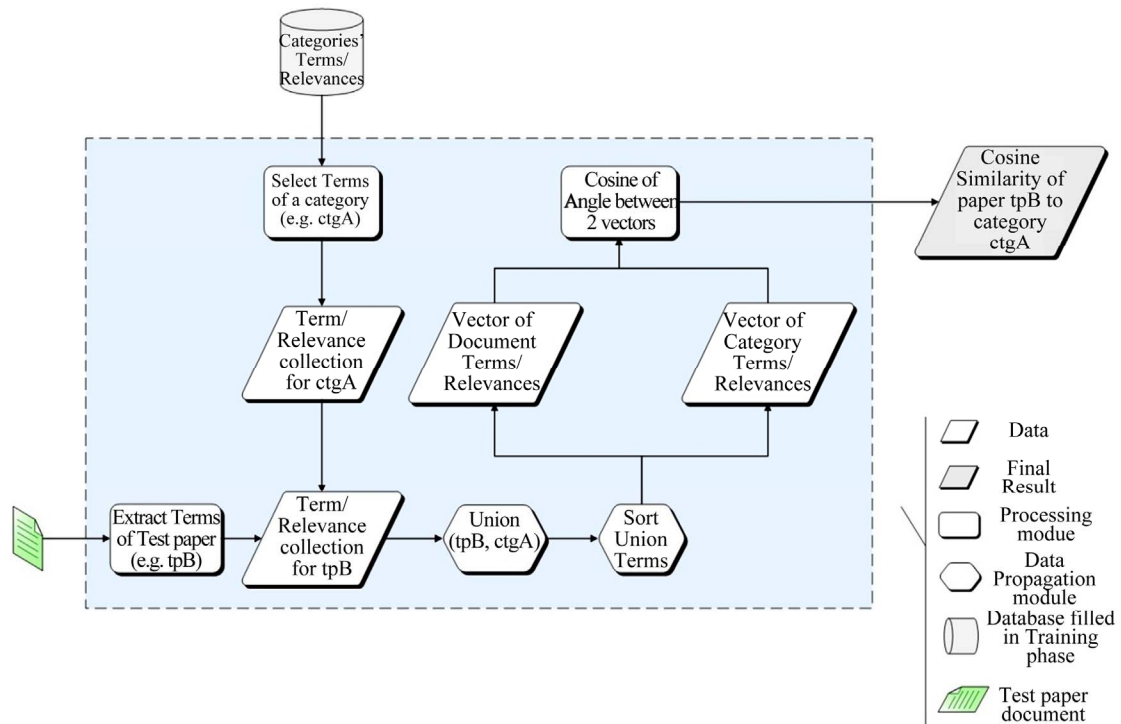 Categories'
Terms/
Relevances
Select Terms
of a category
(e.g. ctgA)
Cosine of
Angle between
2 vectors
Cosine
Similarity of
paper tpB to
category
ctgA
Term/
Relevance
collection
for ctgA
Vector of
Document
Terms/
Relevances
Vector of
Category
Terms/
Relevances
Extract Terms
of Test paper
(e.g. tpB)
Term/
Relevance
collection
for tpB
Union
(tpB, ctgA)
Sort
Union
Terms
Data
Final
Result
Processing
modue
Data
Propagation
module
Database filled
in Training
phase
Test paper
document